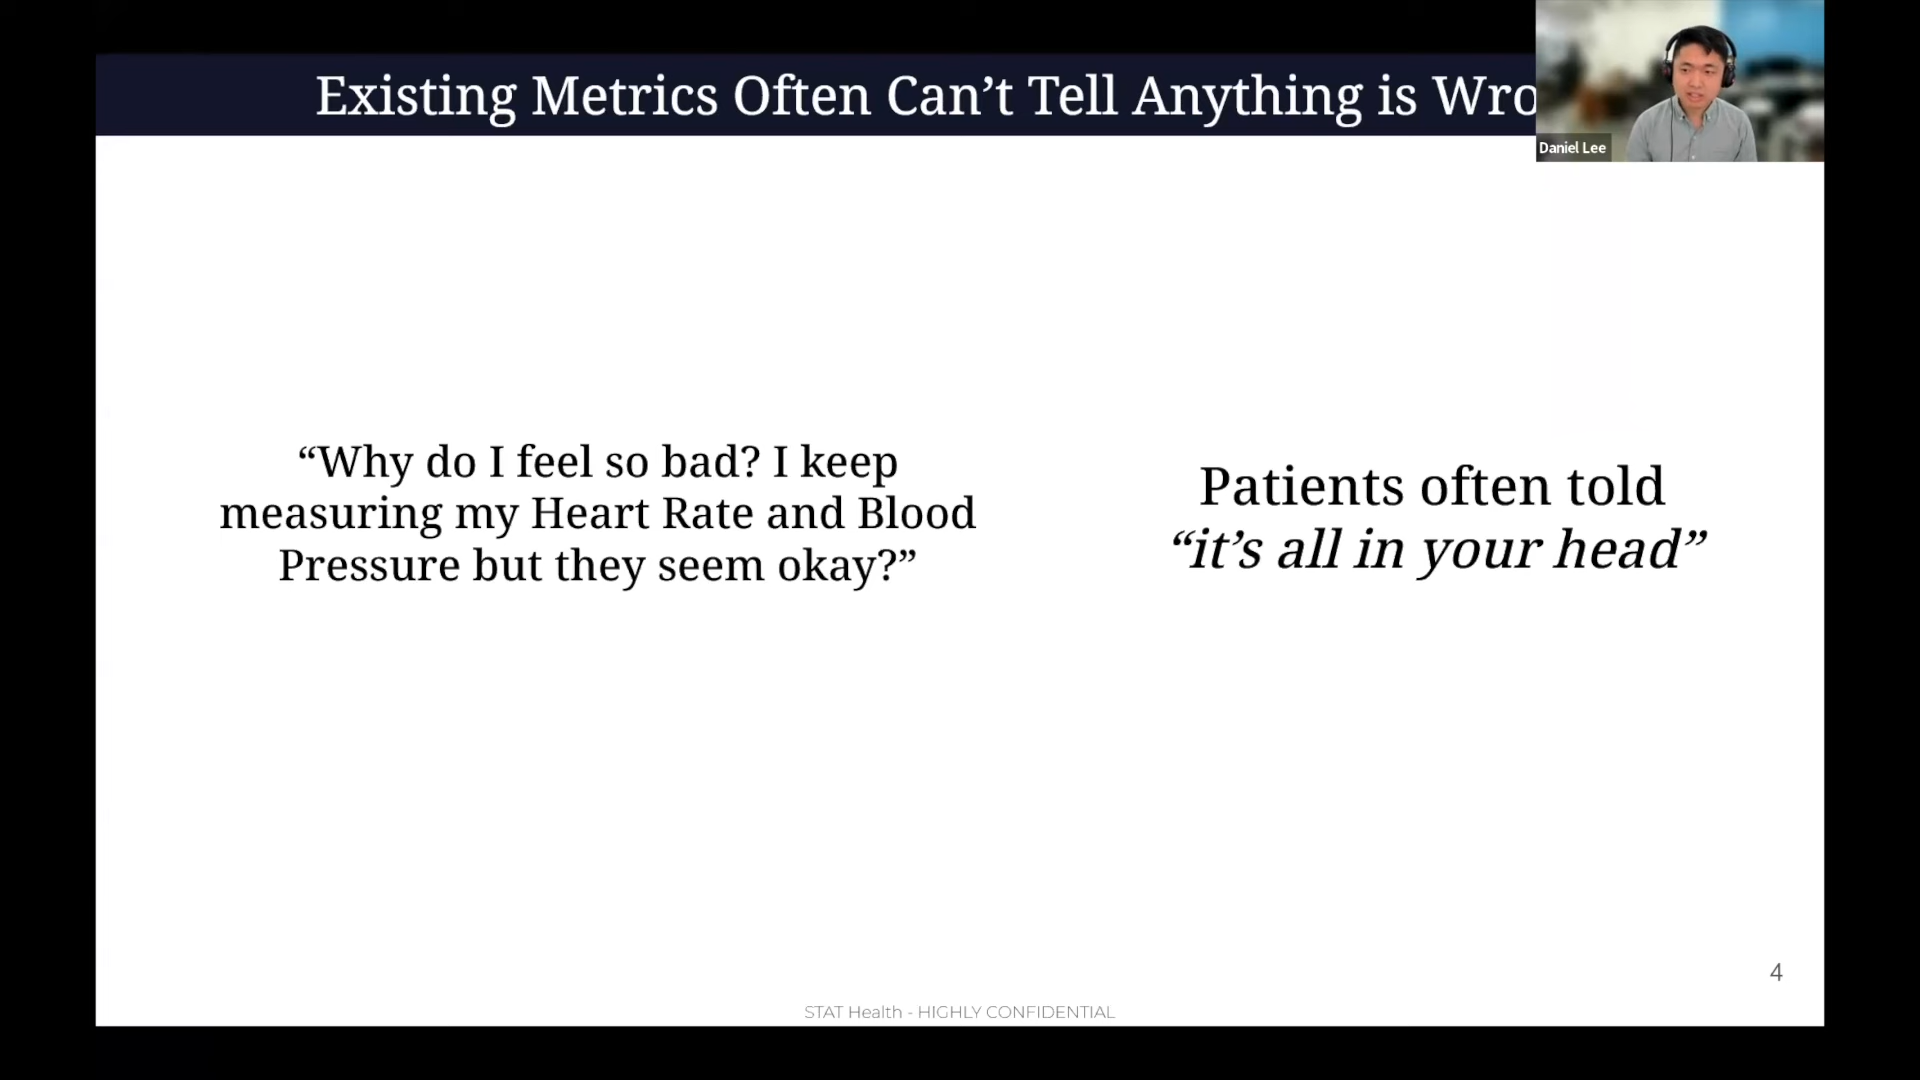 Existing Metrics Often Can’t Tell Anything is Wro
Daniel Lee
“Why do I feel so bad? I keep
measuring my Heart Rate and Blood
Pressure but they seem okay?”
Patients often told
“it’s all in your head”
4
STAT Health - HIGHLY CONFIDENTIAL